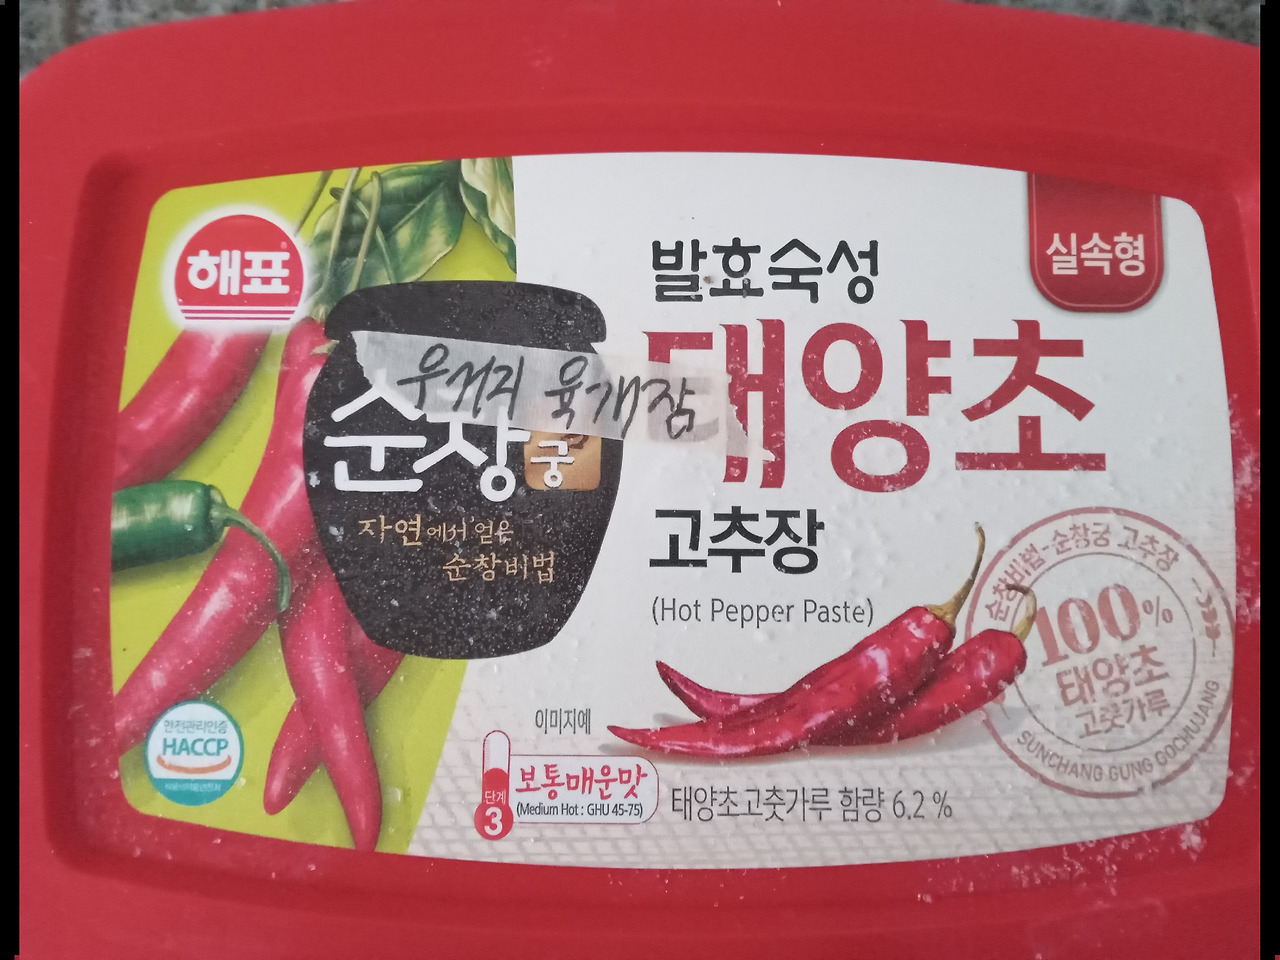 해표
실속형
발효숙성
태양초
우거지 육개장
순창궁
자연에서 얻은
순창비법
고추장
(Hot Pepper Paste)
순창비법-순창궁 고추장
100%
태양초
고춧가루
SUNCHANG GUNG GOCHUJANG
안전관리인증
HACCP
이미지예
단계
3
보통매운맛
(Medium Hot : GHU 45-75)
태양초고춧가루 함량 6.2 %